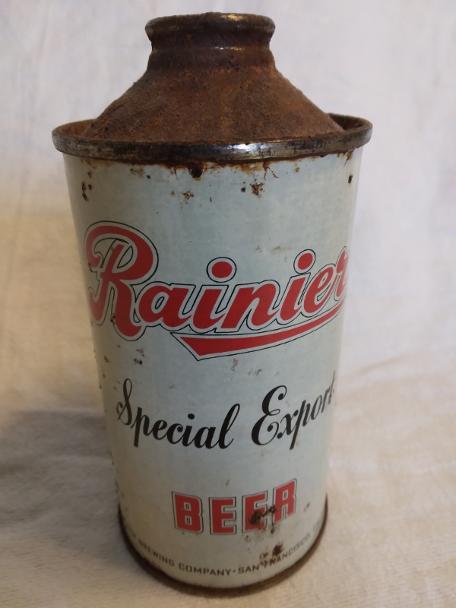 Rainier
Special Export
BEER
BREWING COMPANY • SAN FRANCISCO